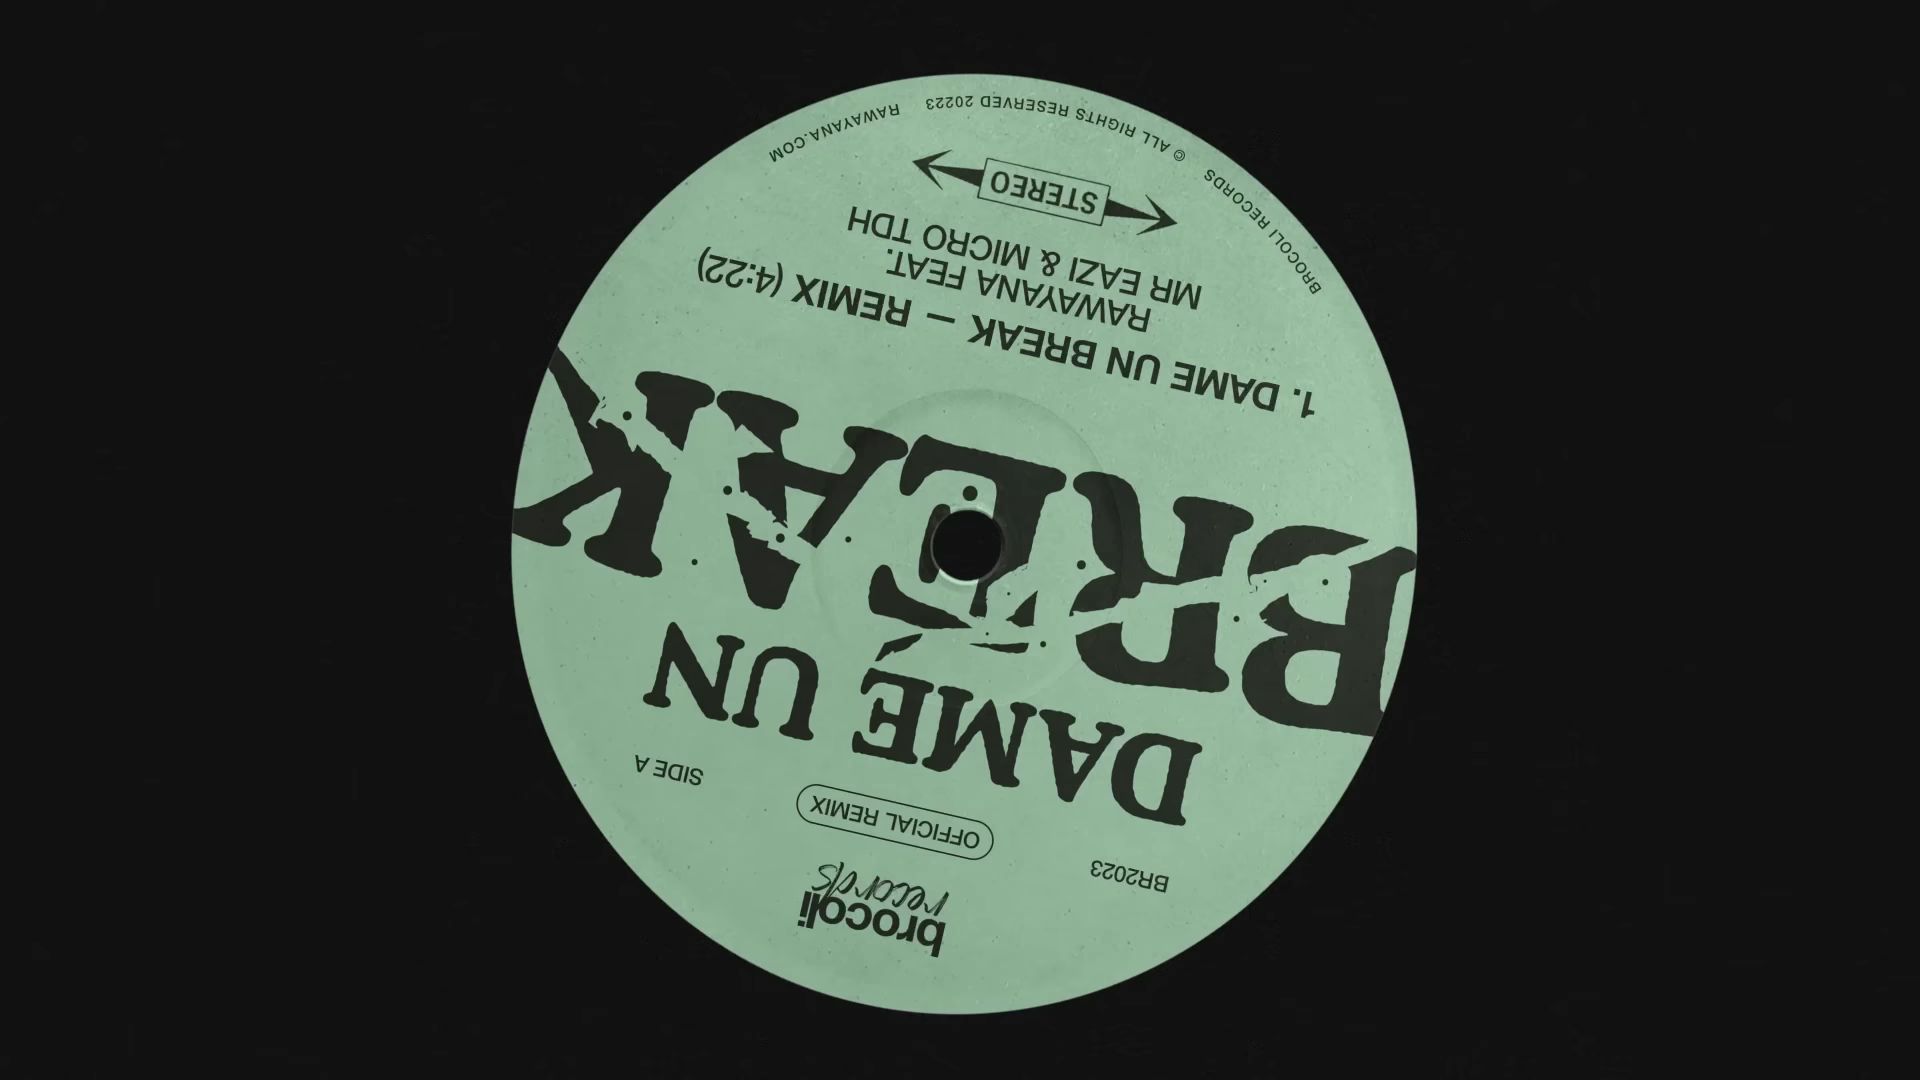 brocoli
records
OFFICIAL REMIX
BR2023
SIDE A
DAMÉ UN
BREAK
1. DAME UN BREAK — REMIX (4:22)
RAWAYANA FEAT.
MR EAZI & MICRO TDH
STEREO
BROCOLI RECORDS © ALL RIGHTS RESERVED 20223 RAWAYANA.COM